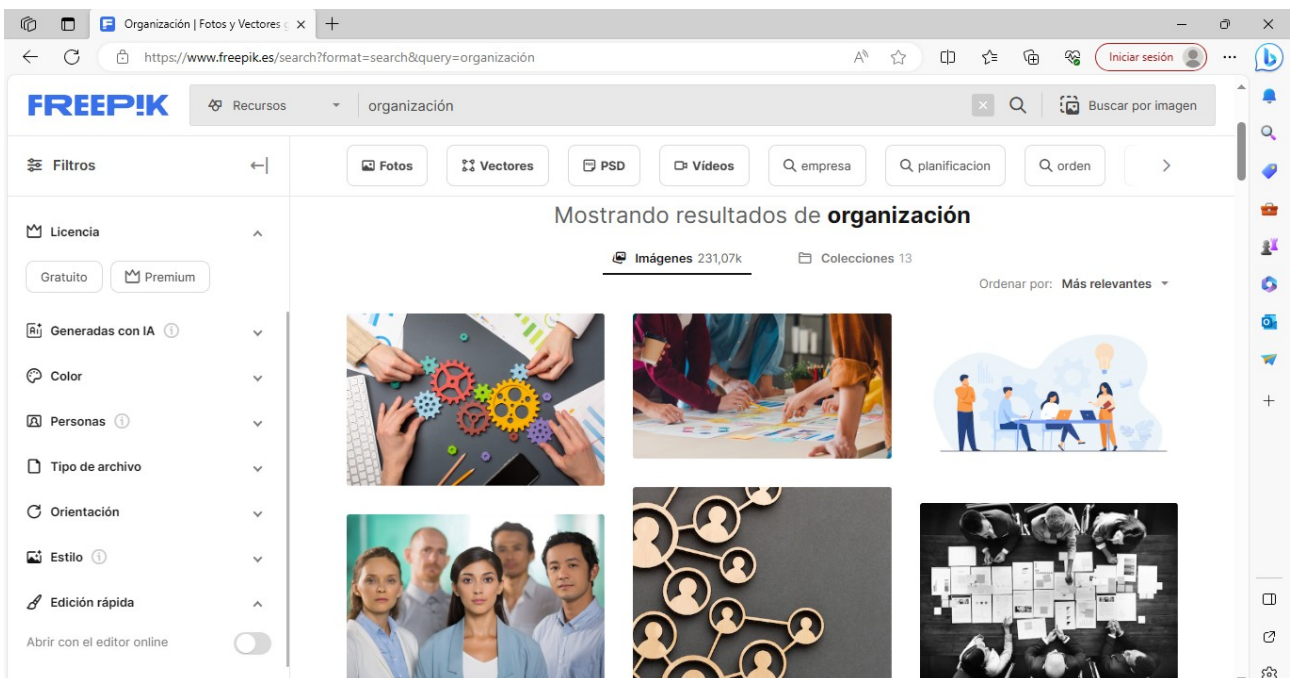 Organización | Fotos y Vectores g
https://www.freepik.es/search?format=search&query=organización
Iniciar sesión
FREEPIK
Recursos
organización
Buscar por imagen
Filtros
Fotos
Vectores
PSD
Vídeos
empresa
planificacion
orden
Mostrando resultados de organización
Licencia
Imágenes 231,07k
Colecciones 13
Gratuito
Premium
Ordenar por: Más relevantes
Generadas con IA
Color
Personas
Tipo de archivo
Orientación
Estilo
Edición rápida
Abrir con el editor online